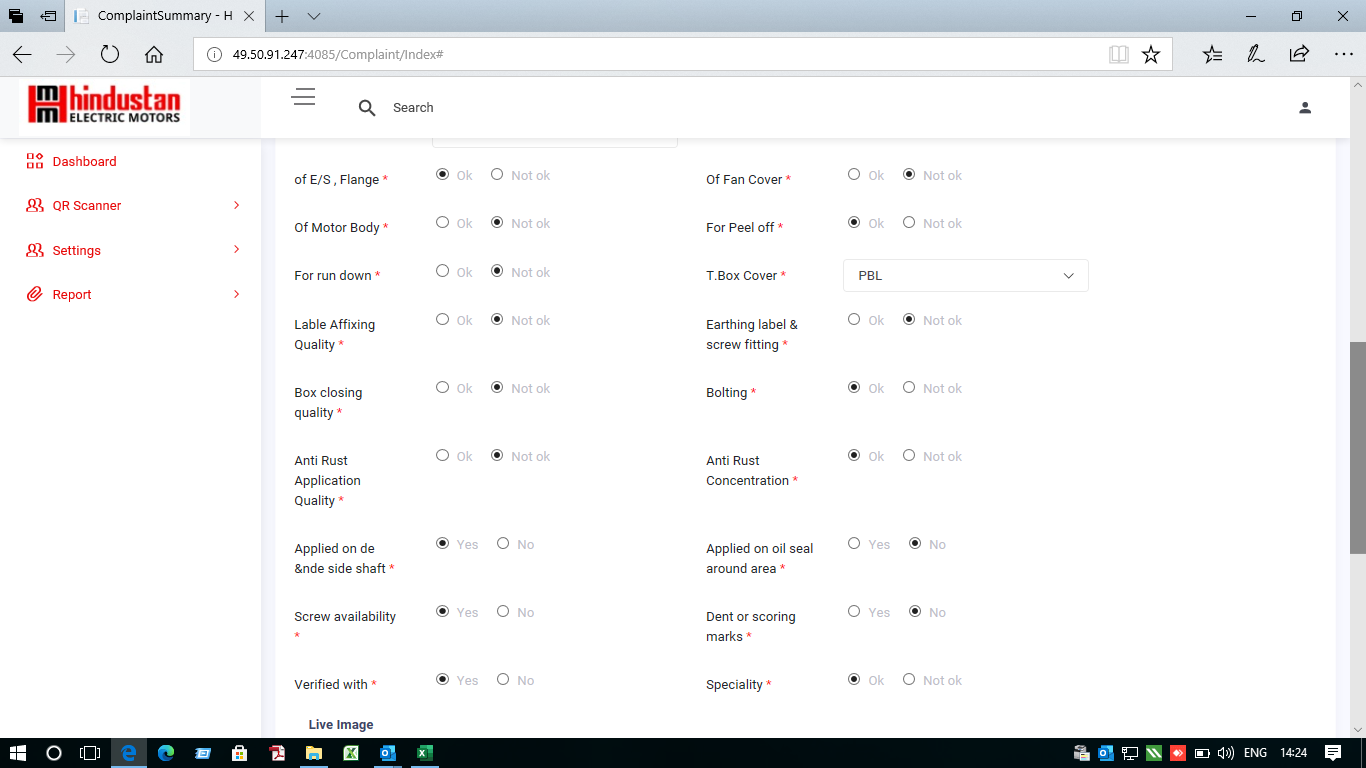 ComplaintSummary - H
49.50.91.247:4085/Complaint/Index#
hindustan
ELECTRIC MOTORS
Search
Dashboard
QR Scanner
Settings
Report
of E/S , Flange * Ok Not ok
Of Fan Cover * Ok Not ok
Of Motor Body * Ok Not ok
For Peel off * Ok Not ok
For run down * Ok Not ok
T.Box Cover * PBL
Lable Affixing Ok Not ok
Quality *
Earthing label & Ok Not ok
screw fitting *
Box closing Ok Not ok
quality *
Bolting * Ok Not ok
Anti Rust Ok Not ok
Application
Quality *
Anti Rust Ok Not ok
Concentration *
Applied on de Yes No
&nde side shaft *
Applied on oil seal Yes No
around area *
Screw availability Yes No
*
Dent or scoring Yes No
marks *
Verified with * Yes No
Speciality * Ok Not ok
Live Image
ENG 14:24